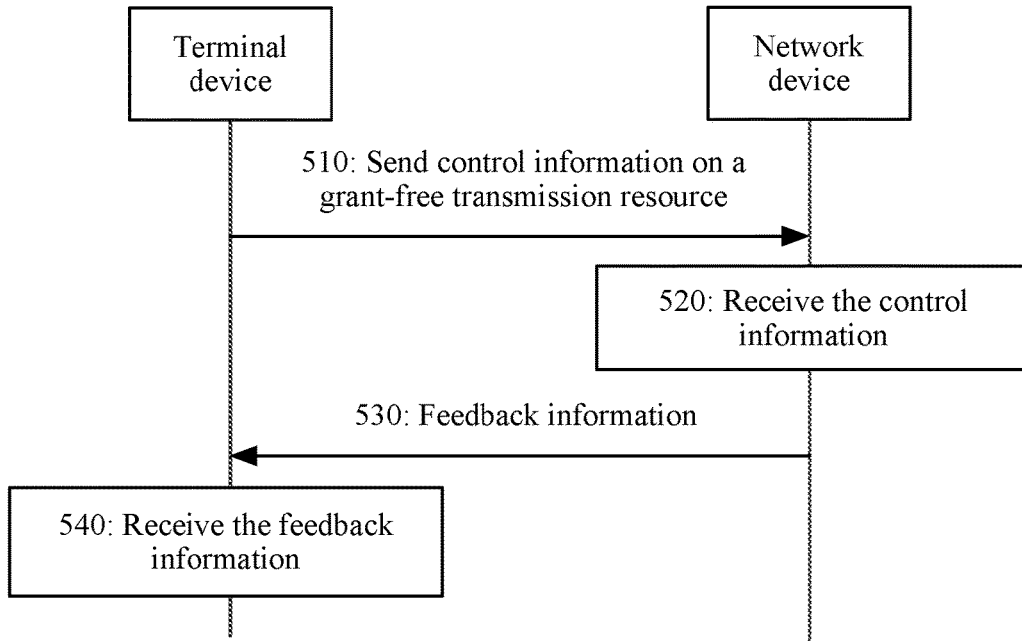 Terminal
device
Network
device
510: Send control information on a
grant-free transmission resource
520: Receive the control
information
530: Feedback information
540: Receive the feedback
information